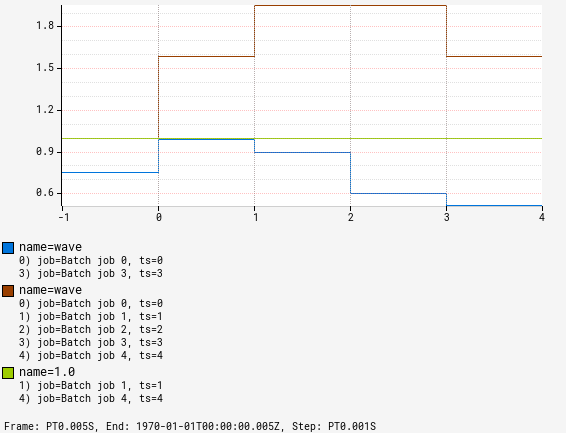 1.8
1.5
1.2
0.9
0.6
-1 0 1 2 3 4
name=wave
0) job=Batch job 0, ts=0
3) job=Batch job 3, ts=3
name=wave
0) job=Batch job 0, ts=0
1) job=Batch job 1, ts=1
2) job=Batch job 2, ts=2
3) job=Batch job 3, ts=3
4) job=Batch job 4, ts=4
name=1.0
1) job=Batch job 1, ts=1
4) job=Batch job 4, ts=4
Frame: PT0.005S, End: 1970-01-01T00:00:00.005Z, Step: PT0.001S